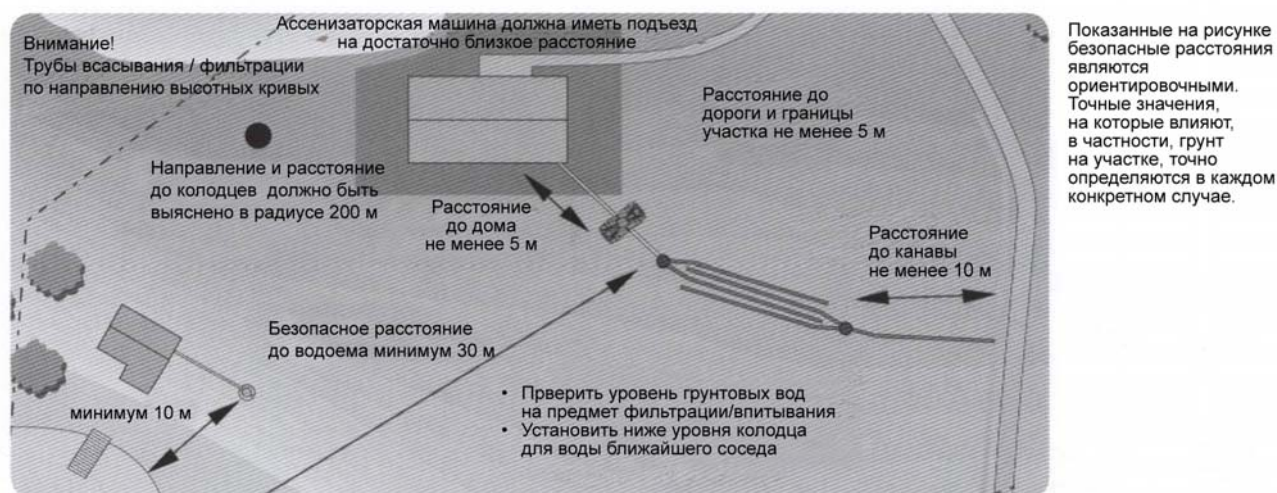 Ассенизаторская машина должна иметь подъезд
на достаточно близкое расстояние
Внимание!
Трубы всасывания / фильтрации
по направлению высотных кривых
Направление и расстояние
до колодцев должно быть
выяснено в радиусе 200 м
Расстояние
до дома
не менее 5 м
Расстояние до
дороги и границы
участка не менее 5 м
Расстояние
до канавы
не менее 10 м
Безопасное расстояние
до водоема минимум 30 м
минимум 10 м
• Прверить уровень грунтовых вод
на предмет фильтрации/впитывания
• Установить ниже уровня колодца
для воды ближайшего соседа
Показанные на рисунке
безопасные расстояния
являются
ориентировочными.
Точные значения,
на которые влияют,
в частности, грунт
на участке, точно
определяются в каждом
конкретном случае.